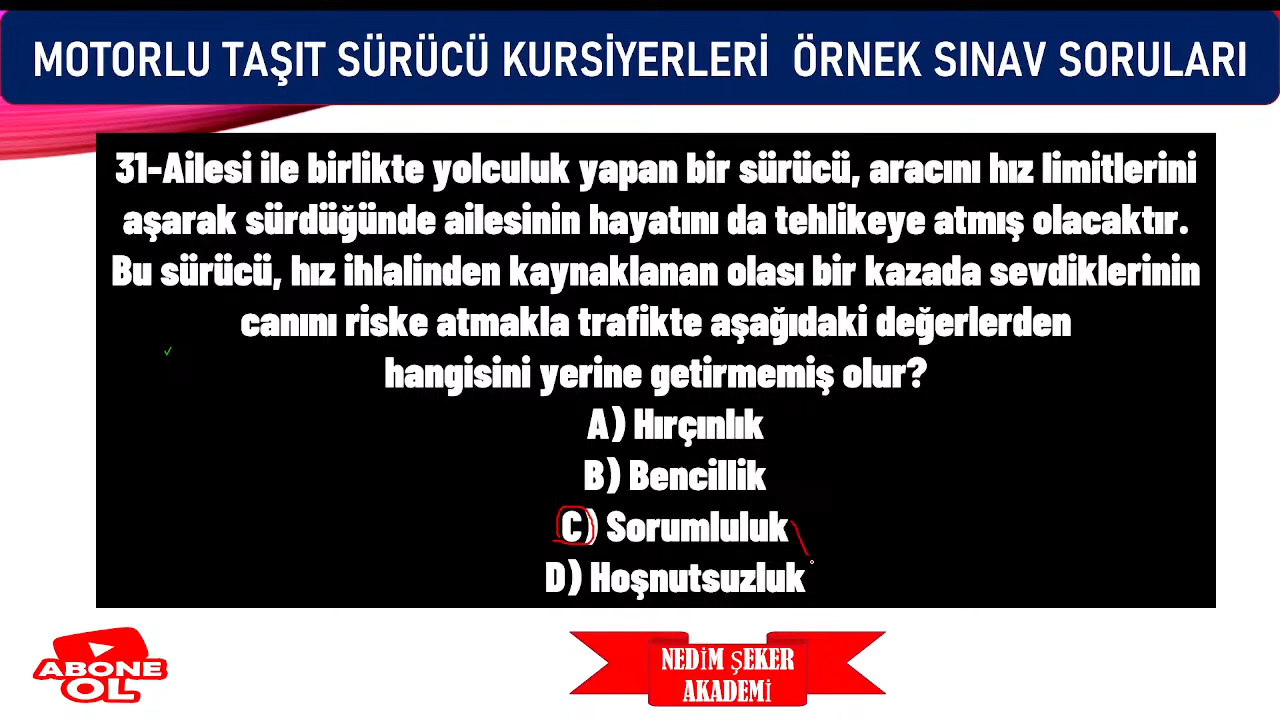 MOTORLU TAŞIT SÜRÜCÜ KURSİYERLERİ ÖRNEK SINAV SORULARI
31-Ailesi ile birlikte yolculuk yapan bir sürücü, aracını hız limitlerini
aşarak sürdüğünde ailesinin hayatını da tehlikeye atmış olacaktır.
Bu sürücü, hız ihlalinden kaynaklanan olası bir kazada sevdiklerinin
canını riske atmakla trafikte aşağıdaki değerlerden
hangisini yerine getirmemiş olur?
A) Hırçınlık
B) Bencillik
C) Sorumluluk
D) Hoşnutsuzluk
ABONE
OL
NEDİM ŞEKER
AKADEMİ